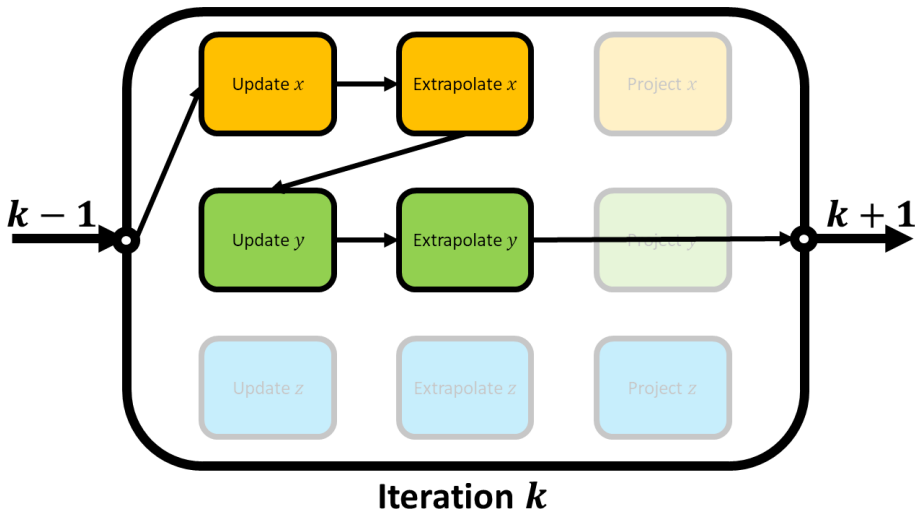 Update x
Extrapolate x
Project x
k − 1
k + 1
Update y
Extrapolate y
Project y
Update z
Extrapolate z
Project z
Iteration k